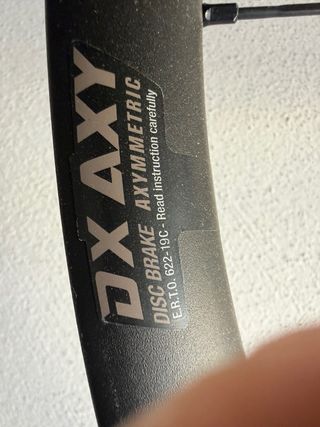 DX AXY
DISC BRAKE AXYMMETRIC
E.R.T.O. 622-19C - Read instruction carefully